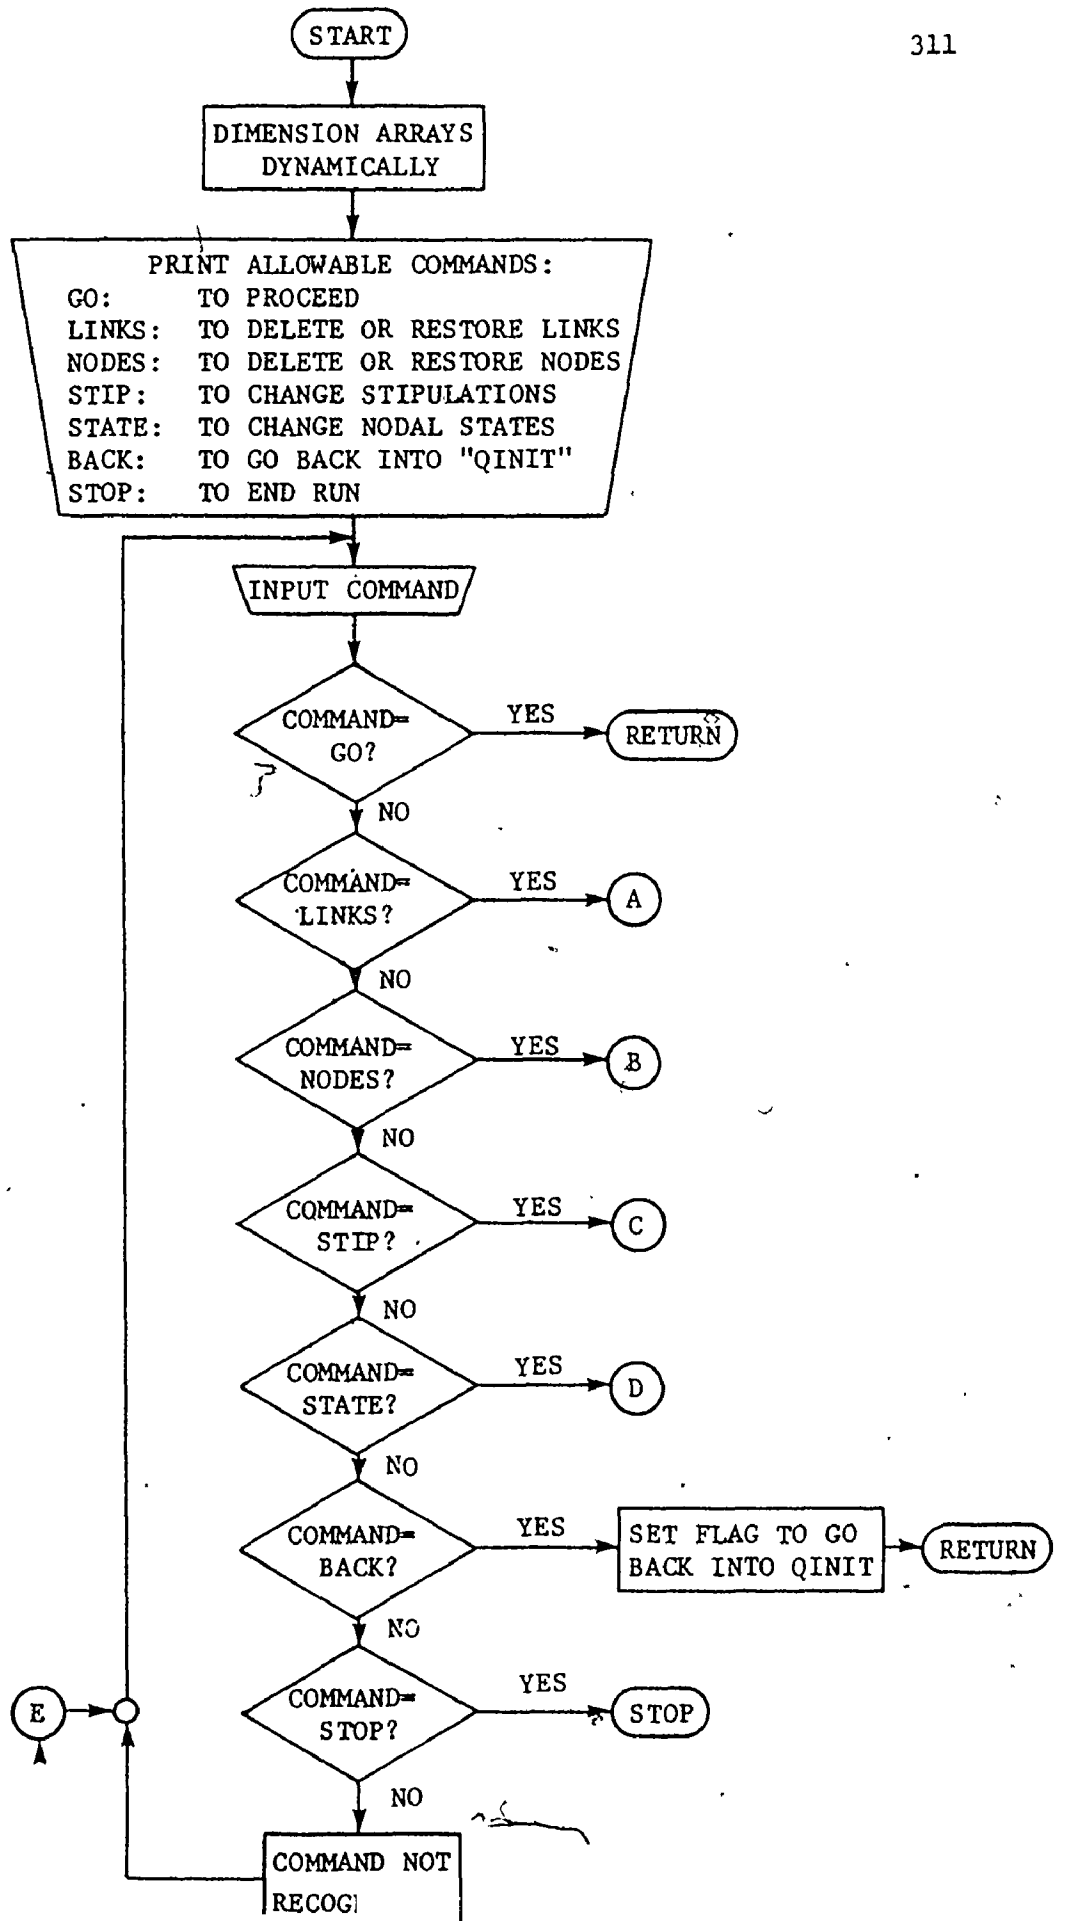 311
START
DIMENSION ARRAYS
DYNAMICALLY
PRINT ALLOWABLE COMMANDS:
GO: TO PROCEED
LINKS: TO DELETE OR RESTORE LINKS
NODES: TO DELETE OR RESTORE NODES
STIP: TO CHANGE STIPULATIONS
STATE: TO CHANGE NODAL STATES
BACK: TO GO BACK INTO "QINIT"
STOP: TO END RUN
INPUT COMMAND
COMMAND=
GO?
YES
RETURN
NO
COMMAND=
LINKS?
YES
A
NO
COMMAND=
NODES?
YES
B
NO
COMMAND=
STIP?
YES
C
NO
COMMAND=
STATE?
YES
D
NO
COMMAND=
BACK?
YES
SET FLAG TO GO
BACK INTO QINIT
RETURN
NO
COMMAND=
STOP?
YES
STOP
E
NO
COMMAND NOT